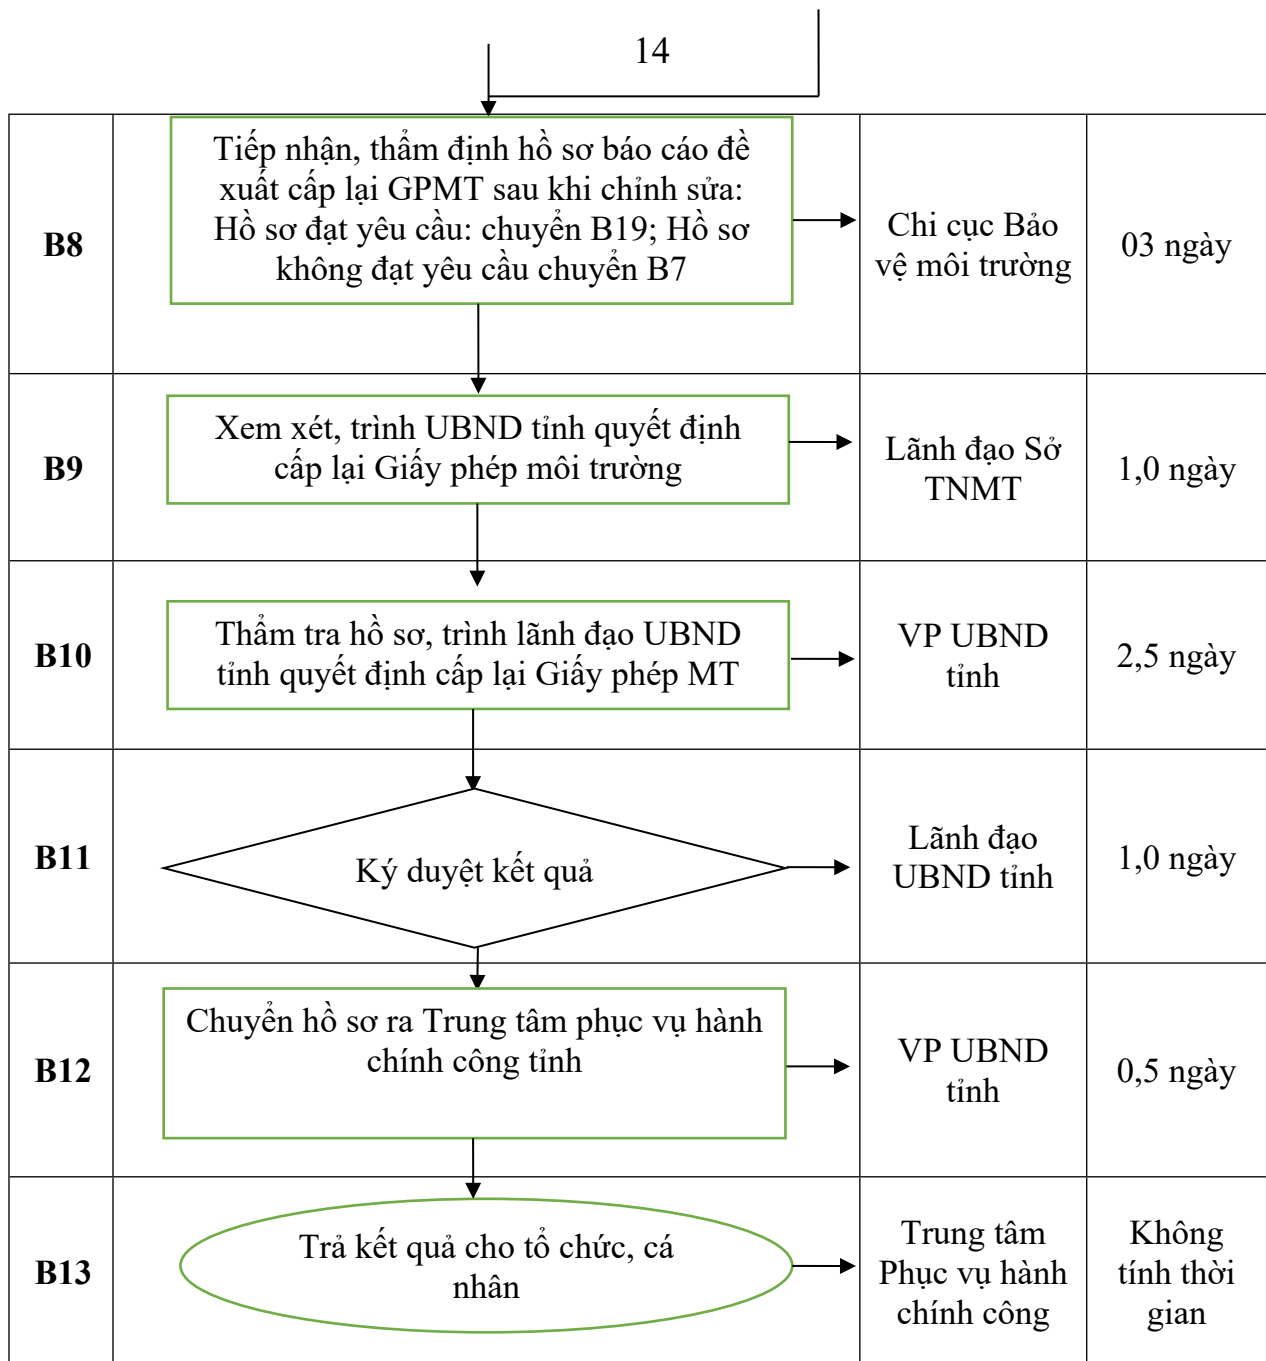 14
B8
Tiếp nhận, thẩm định hồ sơ báo cáo đề
xuất cấp lại GPMT sau khi chỉnh sửa:
Hồ sơ đạt yêu cầu: chuyển B19; Hồ sơ
không đạt yêu cầu chuyển B7
Chi cục Bảo
vệ môi trường
03 ngày
B9
Xem xét, trình UBND tỉnh quyết định
cấp lại Giấy phép môi trường
Lãnh đạo Sở
TNMT
1,0 ngày
B10
Thẩm tra hồ sơ, trình lãnh đạo UBND
tỉnh quyết định cấp lại Giấy phép MT
VP UBND
tỉnh
2,5 ngày
B11
Ký duyệt kết quả
Lãnh đạo
UBND tỉnh
1,0 ngày
B12
Chuyển hồ sơ ra Trung tâm phục vụ hành
chính công tỉnh
VP UBND
tỉnh
0,5 ngày
B13
Trả kết quả cho tổ chức, cá
nhân
Trung tâm
Phục vụ hành
chính công
Không
tính thời
gian